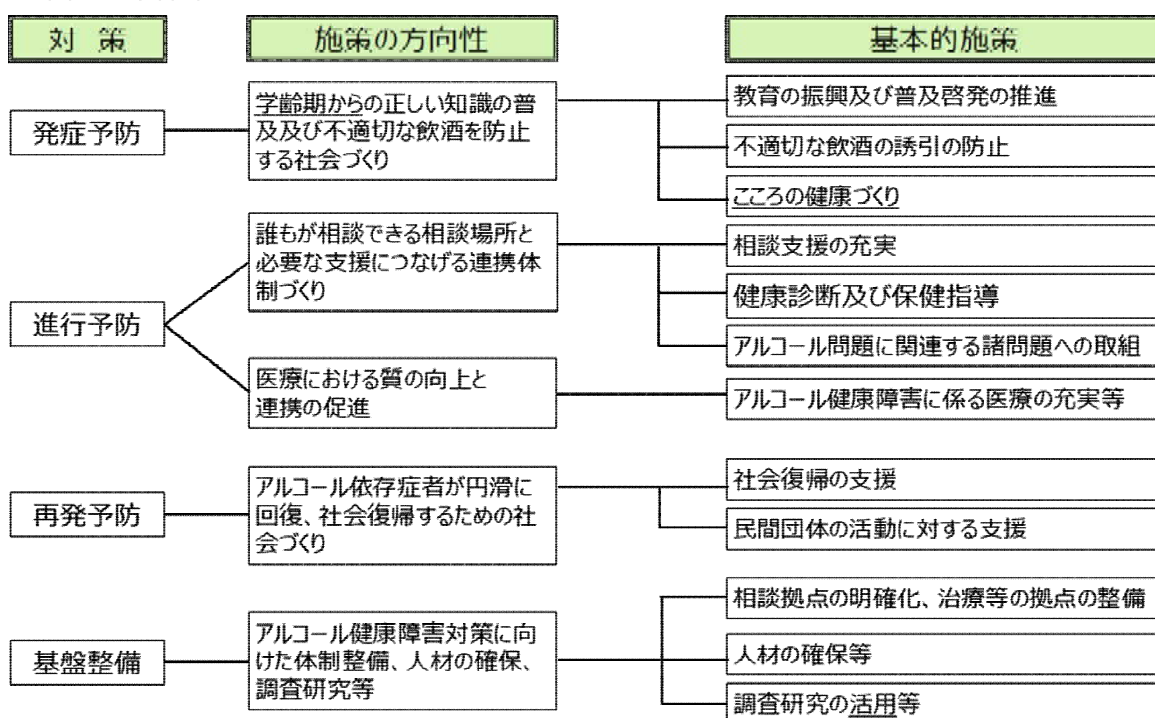 対 策
施策の方向性
基本的施策
発症予防
学齢期からの正しい知識の普
及及び不適切な飲酒を防止
する社会づくり
教育の振興及び普及啓発の推進
不適切な飲酒の誘引の防止
こころの健康づくり
進行予防
誰もが相談できる相談場所と
必要な支援につなげる連携体
制づくり
相談支援の充実
健康診断及び保健指導
アルコール問題に関連する諸問題への取組
医療における質の向上と
連携の促進
アルコール健康障害に係る医療の充実等
再発予防
アルコール依存症者が円滑に
回復、社会復帰するための社
会づくり
社会復帰の支援
民間団体の活動に対する支援
基盤整備
アルコール健康障害対策に向
けた体制整備、人材の確保、
調査研究等
相談拠点の明確化、治療等の拠点の整備
人材の確保等
調査研究の活用等